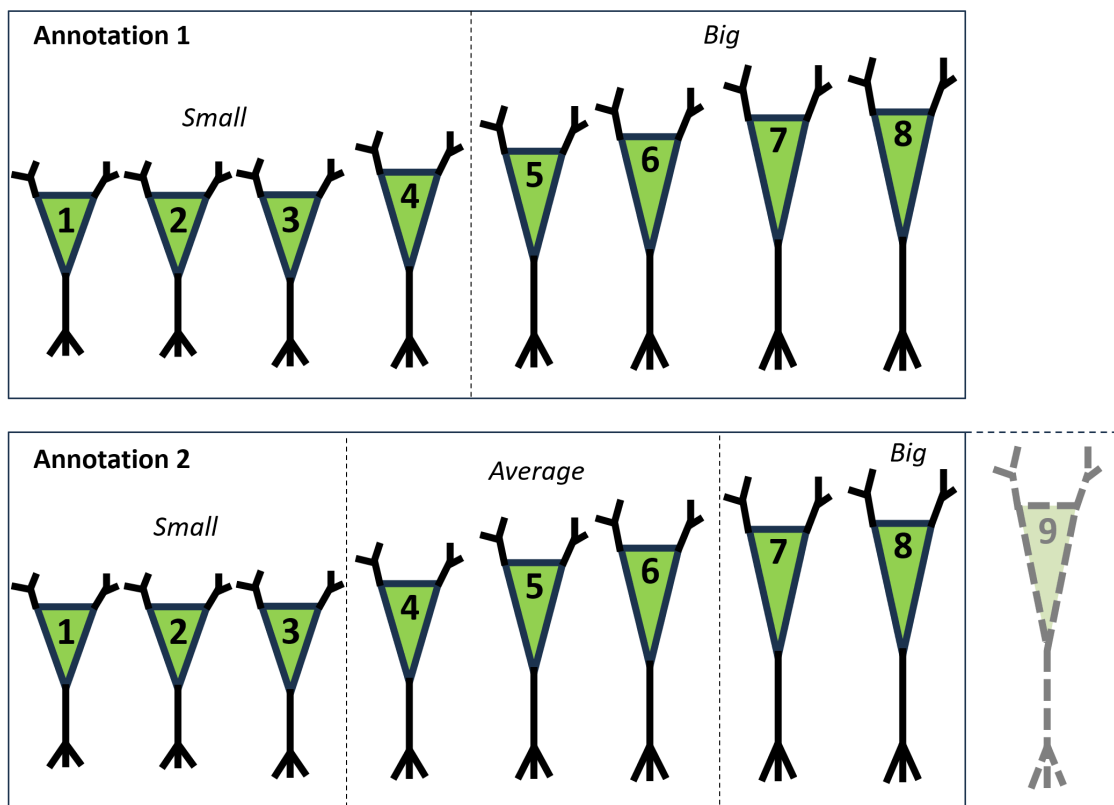 Annotation 1
Small
Big
1 2 3 4 5 6 7 8
Annotation 2
Small
Average
Big
1 2 3 4 5 6 7 8 9